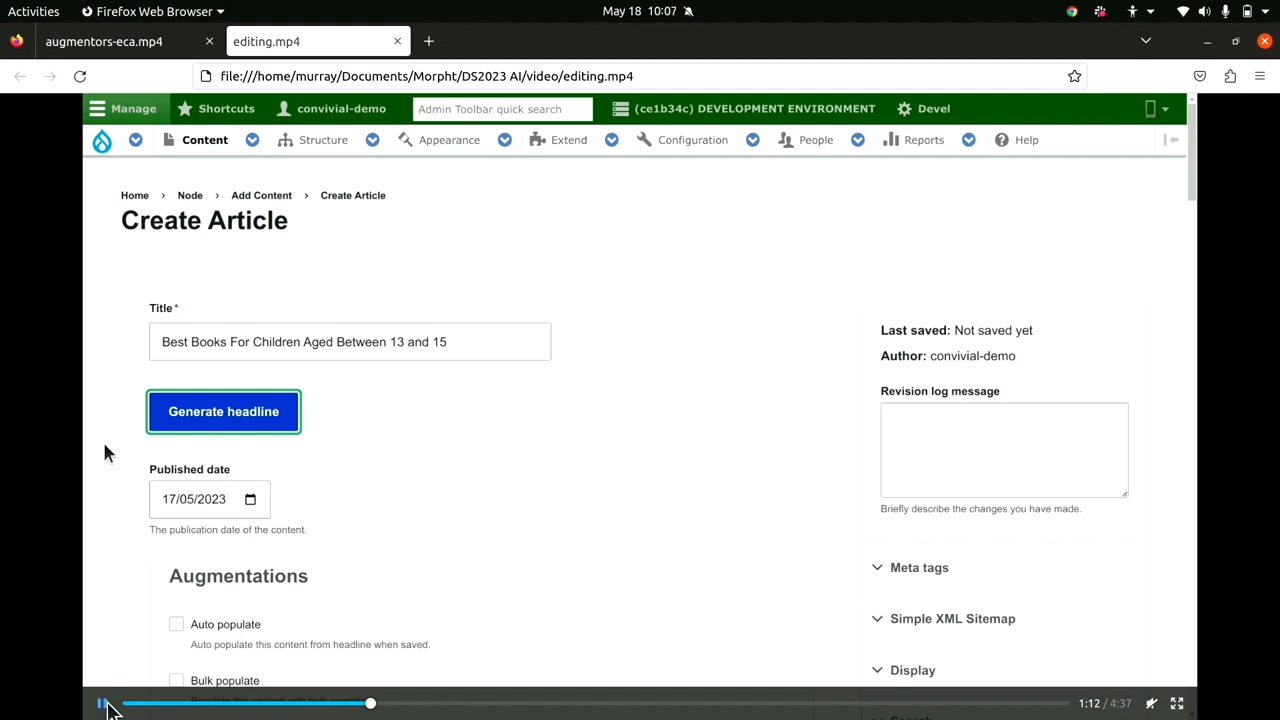 Activities Firefox Web Browser May 18 10:07
augmentors-eca.mp4 editing.mp4
file:///home/murray/Documents/Morpht/DS2023 AI/video/editing.mp4
Manage Shortcuts convivial-demo Admin Toolbar quick search (ce1b34c) DEVELOPMENT ENVIRONMENT Devel
Content Structure Appearance Extend Configuration People Reports Help
Home › Node › Add Content › Create Article
Create Article
Title*
Best Books For Children Aged Between 13 and 15
Generate headline
Published date
17/05/2023
The publication date of the content.
Augmentations
Auto populate
Auto populate this content from headline when saved.
Bulk populate
Last saved: Not saved yet
Author: convivial-demo
Revision log message
Briefly describe the changes you have made.
Meta tags
Simple XML Sitemap
Display
1:12 / 4:37